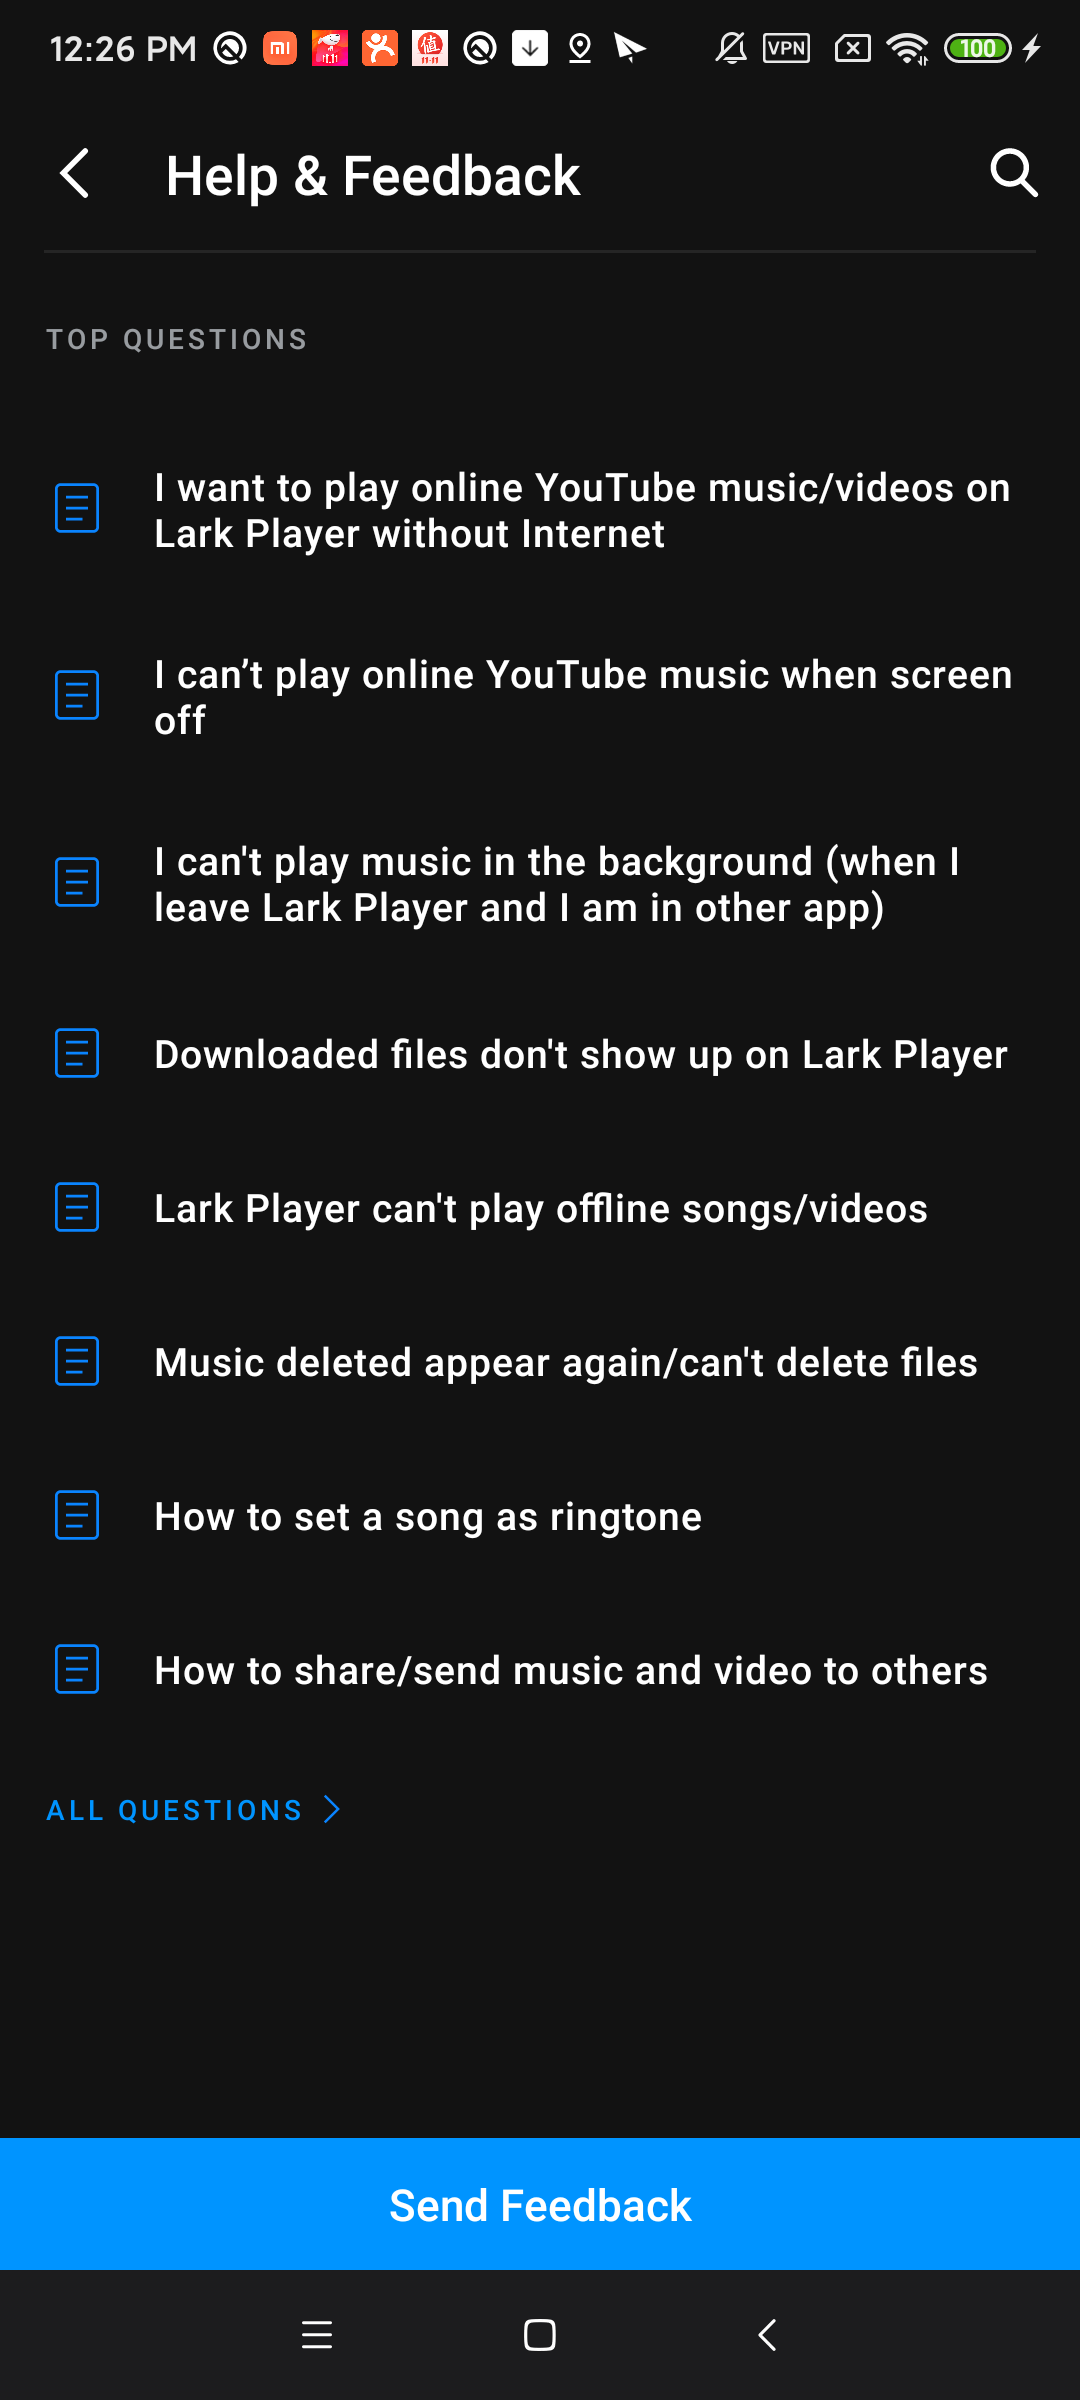 12:26 PM
VPN
100
Help & Feedback
TOP QUESTIONS
I want to play online YouTube music/videos on
Lark Player without Internet
I can’t play online YouTube music when screen
off
I can't play music in the background (when I
leave Lark Player and I am in other app)
Downloaded files don't show up on Lark Player
Lark Player can't play offline songs/videos
Music deleted appear again/can't delete files
How to set a song as ringtone
How to share/send music and video to others
ALL QUESTIONS
Send Feedback